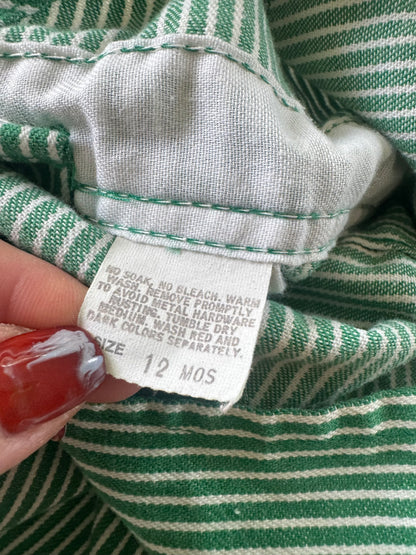 NO SOAK, NO BLEACH. WARM
WASH. REMOVE PROMPTLY
TO AVOID METAL HARDWARE
RUSTING. TUMBLE DRY
MEDIUM. WASH RED AND
DARK COLORS SEPARATELY.
SIZE 12 MOS